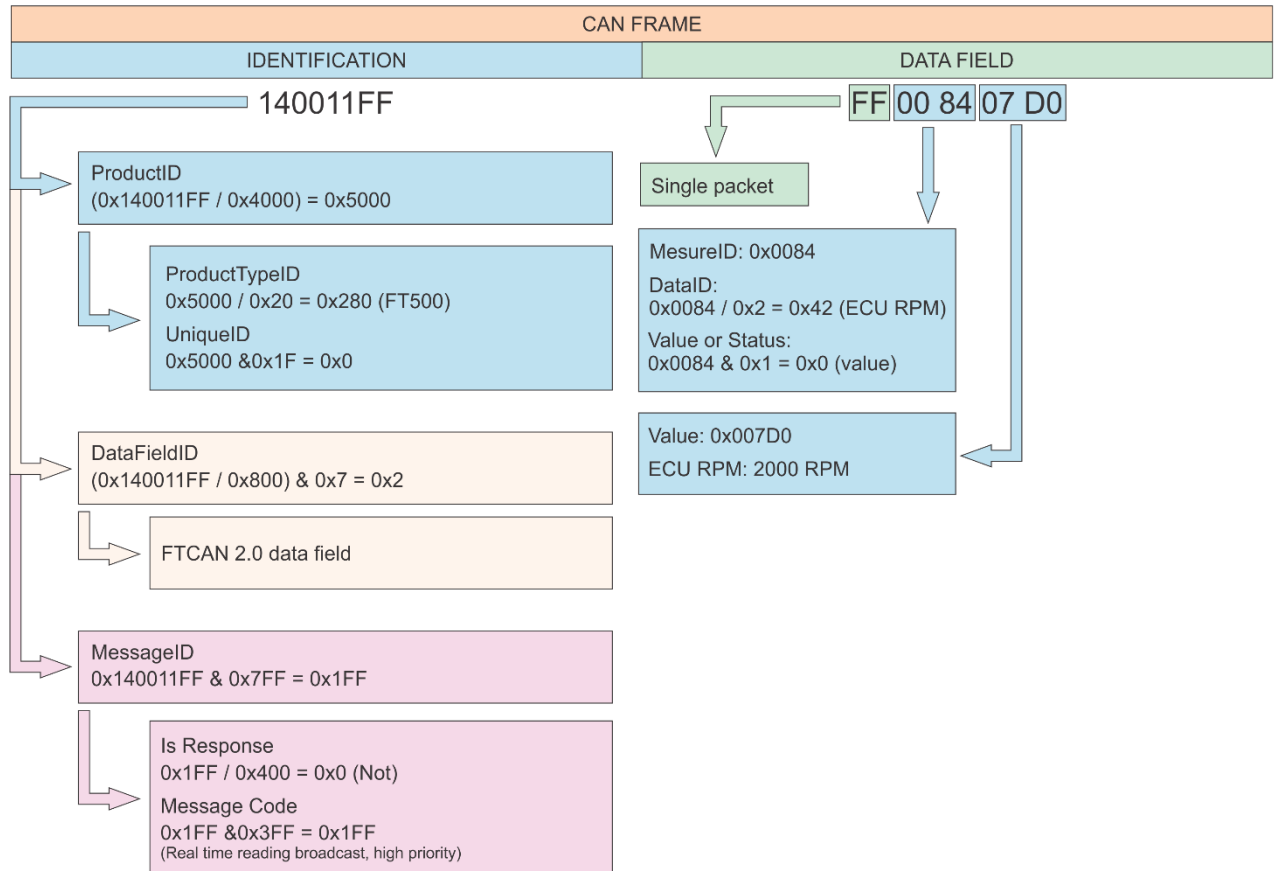 CAN FRAME
IDENTIFICATION
DATA FIELD
140011FF
FF 00 84 07 D0
ProductID
(0x140011FF / 0x4000) = 0x5000
ProductTypeID
0x5000 / 0x20 = 0x280 (FT500)
UniqueID
0x5000 &0x1F = 0x0
DataFieldID
(0x140011FF / 0x800) & 0x7 = 0x2
FTCAN 2.0 data field
MessageID
0x140011FF & 0x7FF = 0x1FF
Is Response
0x1FF / 0x400 = 0x0 (Not)
Message Code
0x1FF &0x3FF = 0x1FF
(Real time reading broadcast, high priority)
Single packet
MesureID: 0x0084
DataID:
0x0084 / 0x2 = 0x42 (ECU RPM)
Value or Status:
0x0084 & 0x1 = 0x0 (value)
Value: 0x007D0
ECU RPM: 2000 RPM